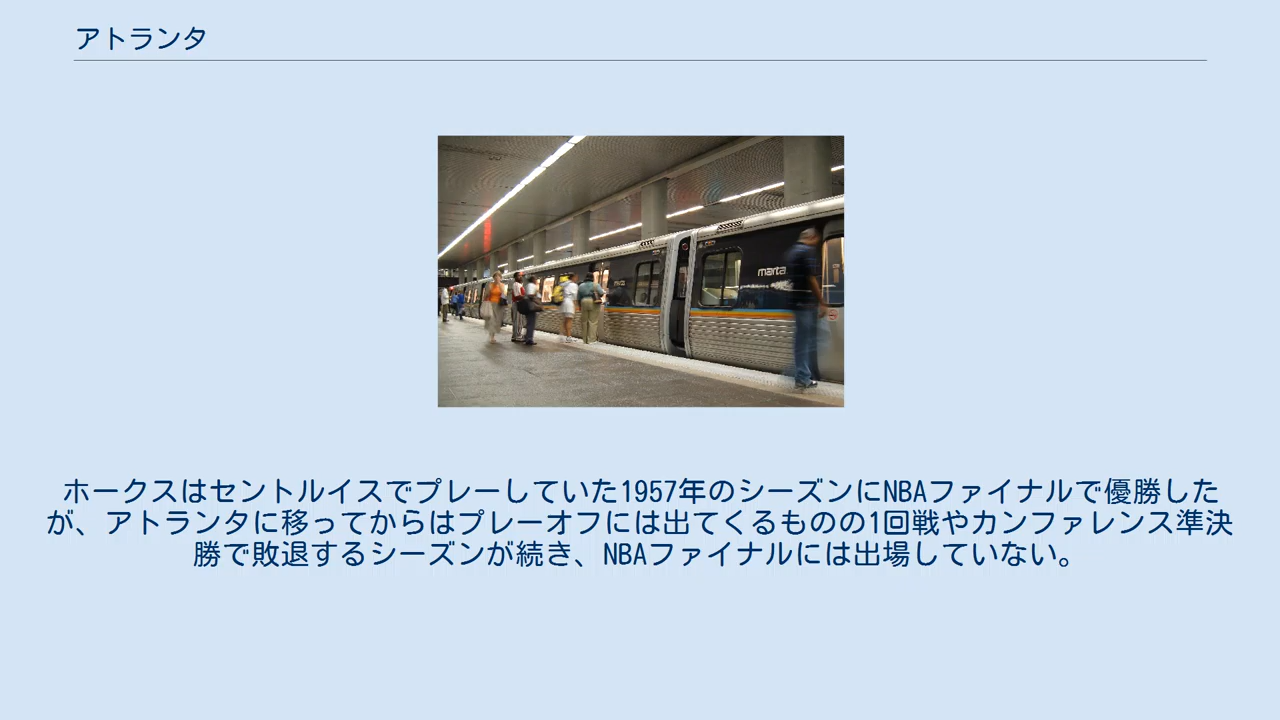 アトランタ
marta
ホークスはセントルイスでプレーしていた1957年のシーズンにNBAファイナルで優勝した
が、アトランタに移ってからはプレーオフには出てくるものの1回戦やカンファレンス準決
勝で敗退するシーズンが続き、NBAファイナルには出場していない。